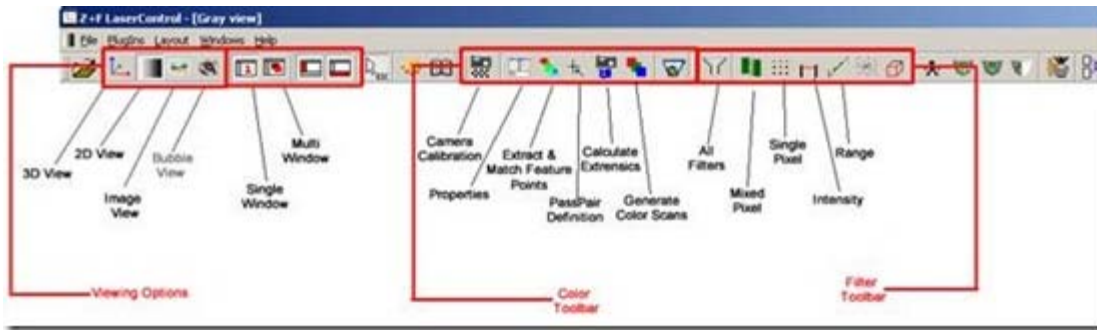 Z+F LaserControl - [Gray view]
File PlugIns Layout Windows Help
3D View
2D View
Image
View
Bubble
View
Single
Window
Multi
Window
Camera
Calibration
Properties
Extract &
Match Feature
Points
PassPair
Definition
Calculate
Extrensics
Generate
Color Scans
All
Filters
Mixed
Pixel
Single
Pixel
Intensity
Range
Viewing Options
Color
Toolbar
Filter
Toolbar